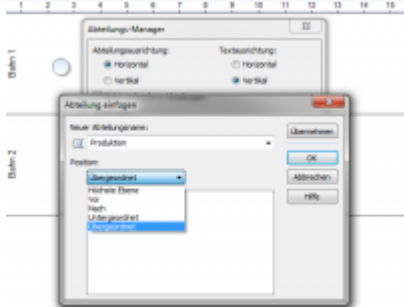 1 2 3 4 5 6 7 8 9 10 11 12 13 14 15
Abteilungs-Manager
Abteilungsausrichtung:
Textausrichtung:
Horizontal
Horizontal
Vertikal
Vertikal
Bahn 1
Bahn 2
Abteilung einfügen
Neuer Abteilungsname:
Produktion
Übernehmen
OK
Abbrechen
Hilfe
Position:
Übergeordnet
Höchste Ebene
Vor
Nach
Untergeordnet
Übergeordnet